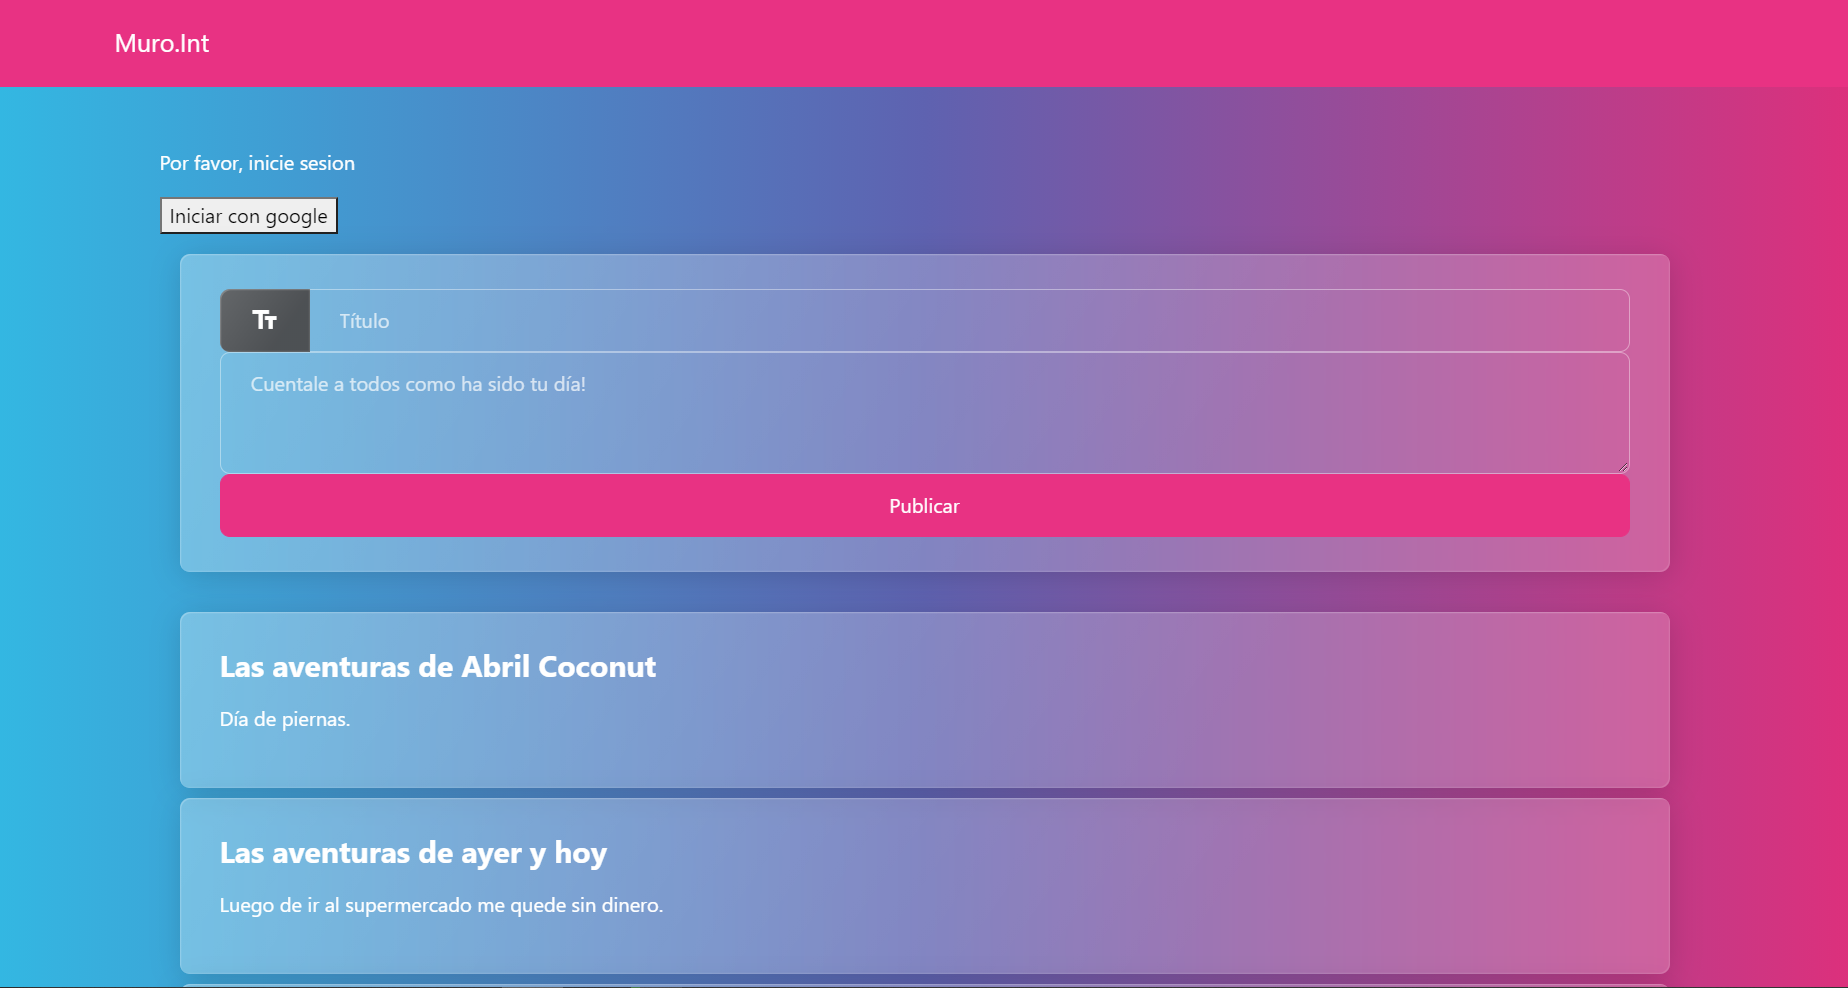 Muro.Int
Por favor, inicie sesion
Iniciar con google
Tт
Título
Cuentale a todos como ha sido tu día!
Publicar
Las aventuras de Abril Coconut
Día de piernas.
Las aventuras de ayer y hoy
Luego de ir al supermercado me quede sin dinero.